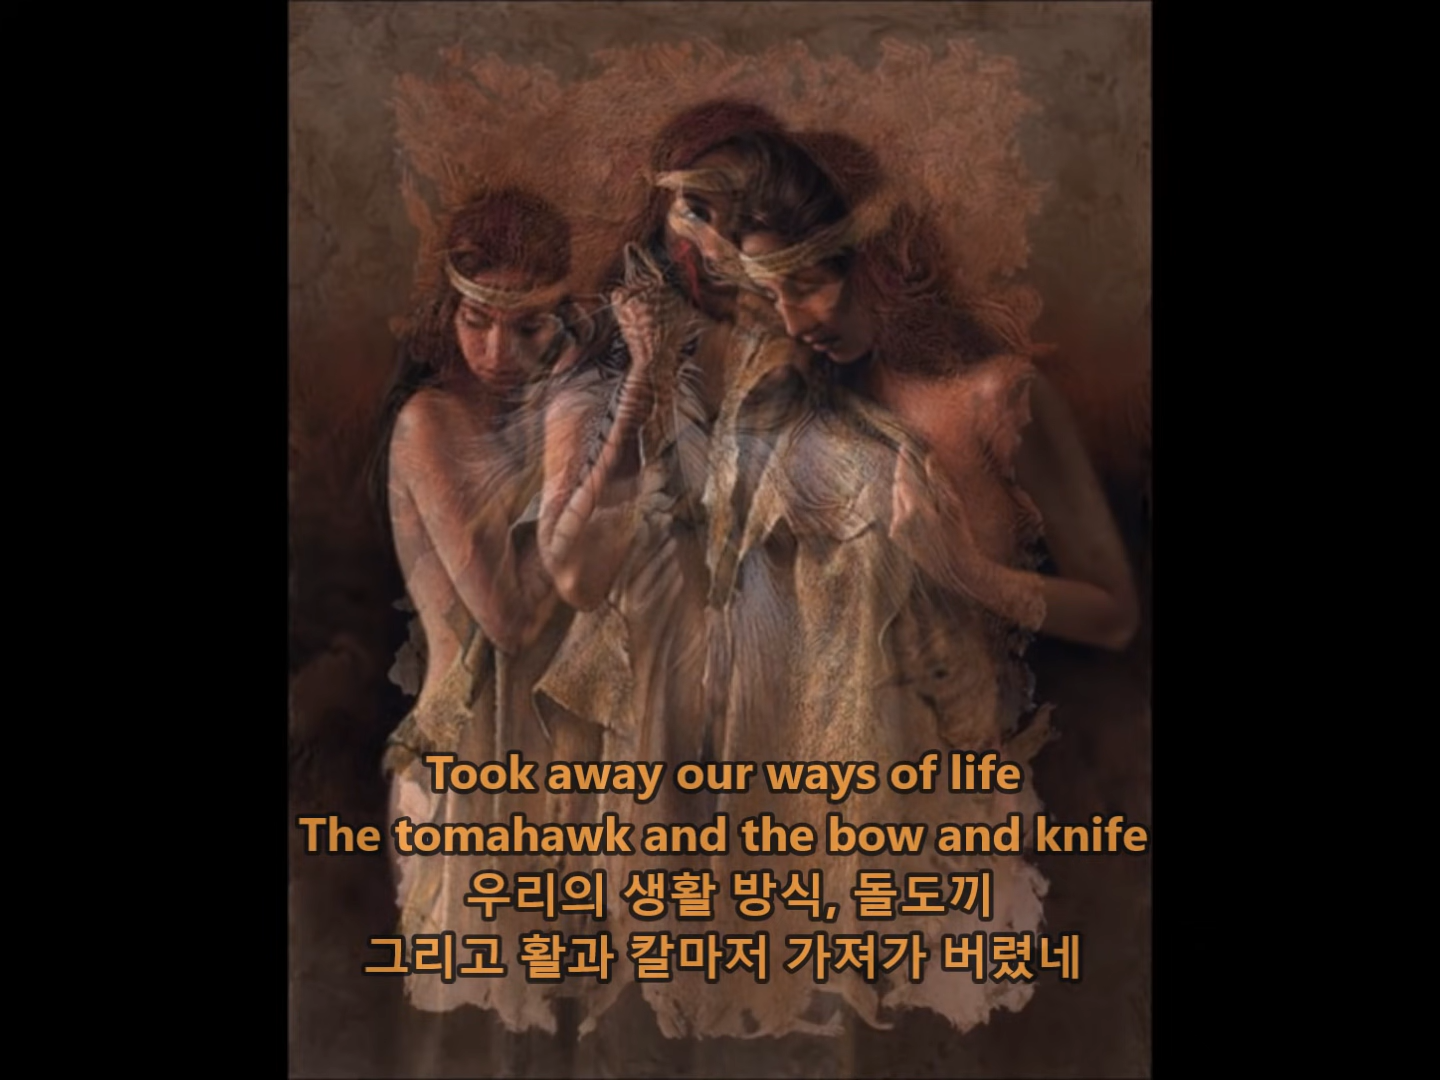 Took away our ways of life
The tomahawk and the bow and knife
우리의 생활 방식, 돌도끼
그리고 활과 칼마저 가져가 버렸네